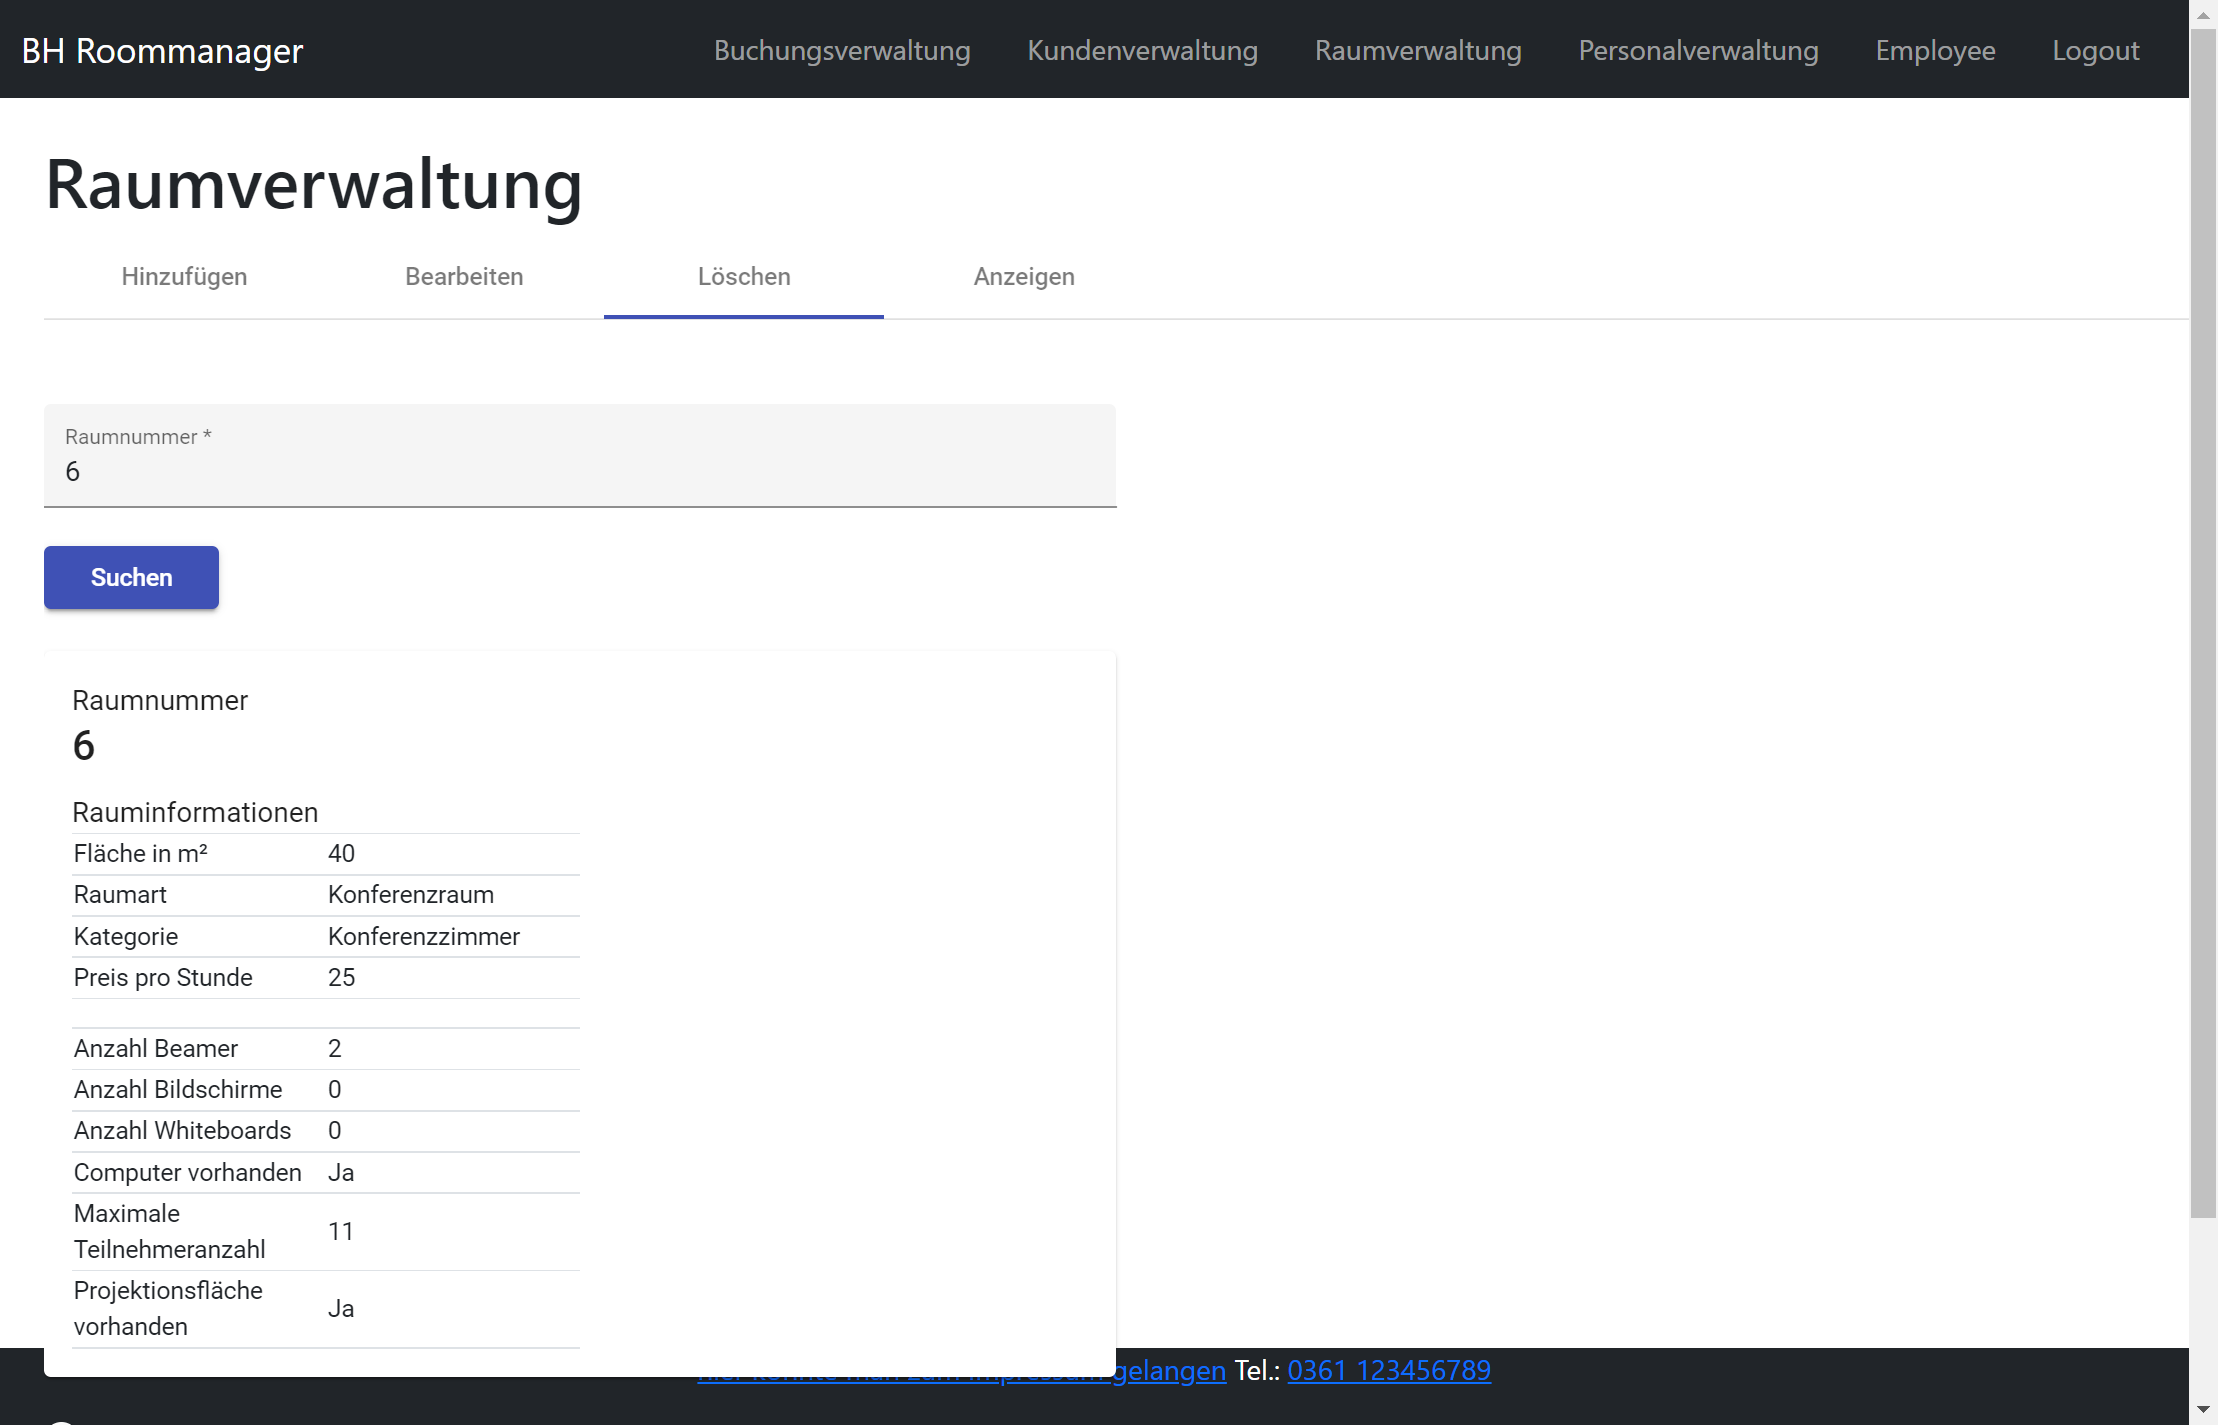 BH Roommanager
Buchungsverwaltung Kundenverwaltung Raumverwaltung Personalverwaltung Employee Logout
Raumverwaltung
Hinzufügen Bearbeiten Löschen Anzeigen
Raumnummer *
6
Suchen
Raumnummer
6
Rauminformationen
Fläche in m² 40
Raumart Konferenzraum
Kategorie Konferenzzimmer
Preis pro Stunde 25
Anzahl Beamer 2
Anzahl Bildschirme 0
Anzahl Whiteboards 0
Computer vorhanden Ja
Maximale
Teilnehmeranzahl 11
Projektionsfläche
vorhanden Ja
gelangen Tel.: 0361 123456789